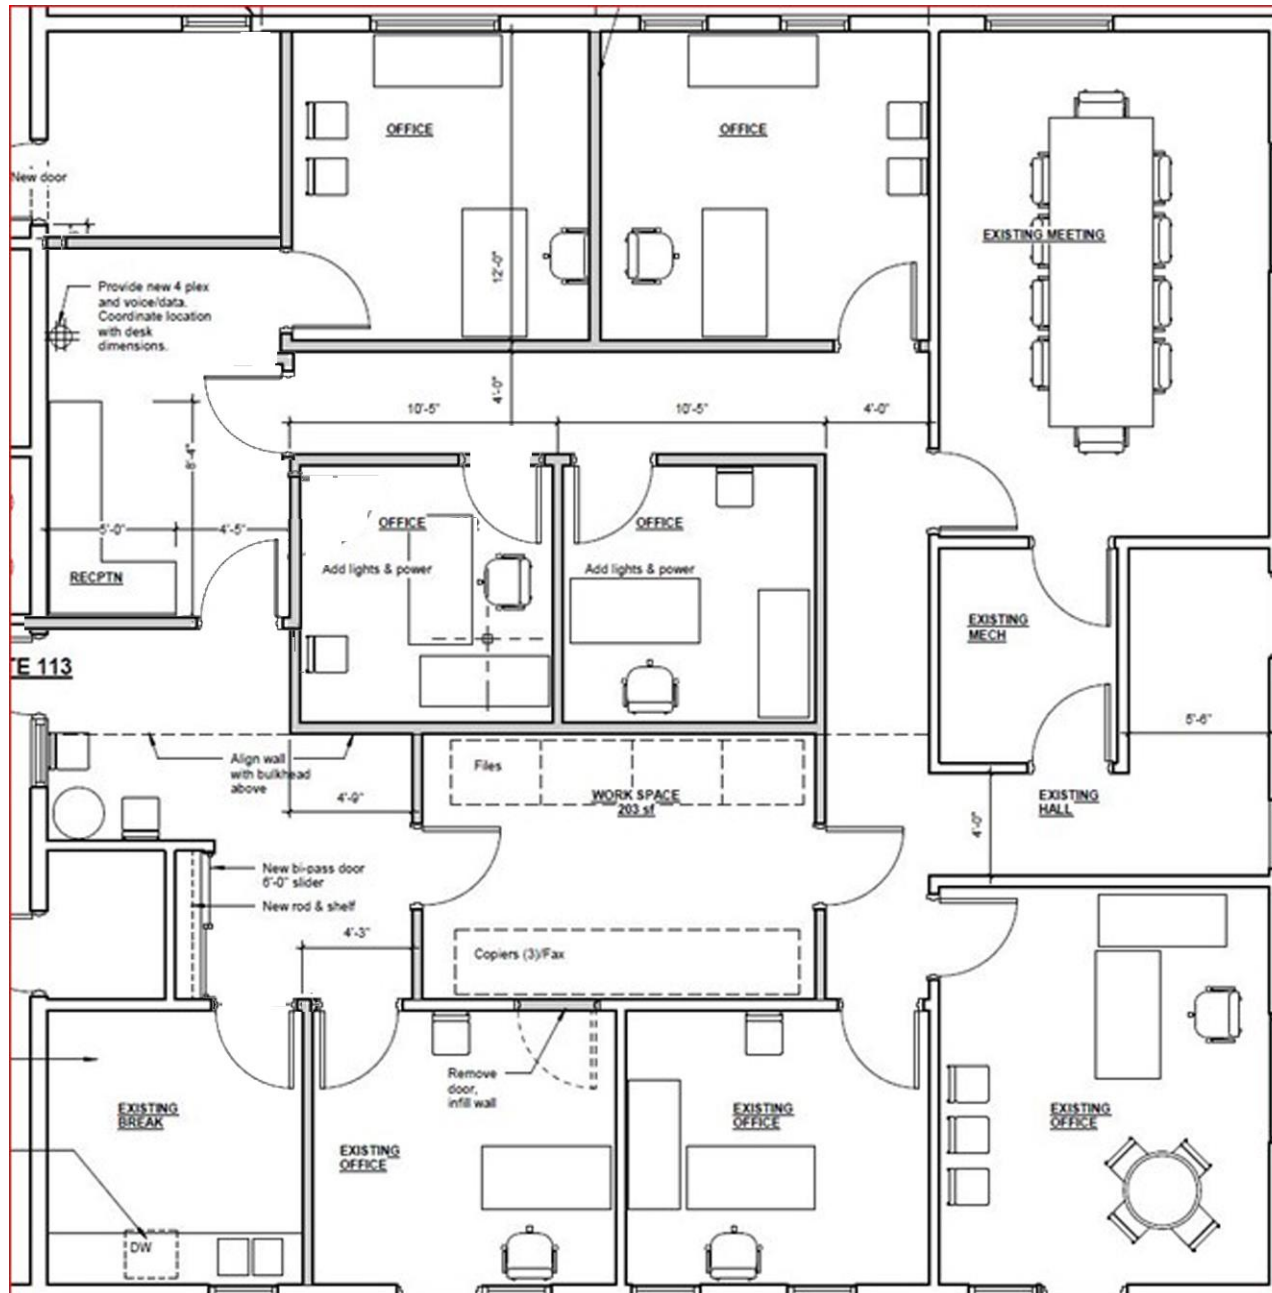 OFFICE
OFFICE
New door
EXISTING MEETING
Provide new 4 plex
and voice/data.
Coordinate location
with desk
dimensions.
12'-0"
4'-0"
10'-5"
10'-5"
4'-0"
8'-4"
5'-0"
4'-5"
OFFICE
OFFICE
Add lights & power
Add lights & power
RECPTN
EXISTING
MECH
TE 113
5'-6"
Align wall
with bulkhead
above
Files
4'-9"
WORK SPACE
203 sf
EXISTING
HALL
4'-0"
New bi-pass door
6'-0" slider
New rod & shelf
4'-3"
Copiers (3)/Fax
Remove
door,
infill wall
EXISTING
BREAK
EXISTING
OFFICE
EXISTING
OFFICE
EXISTING
OFFICE
DW